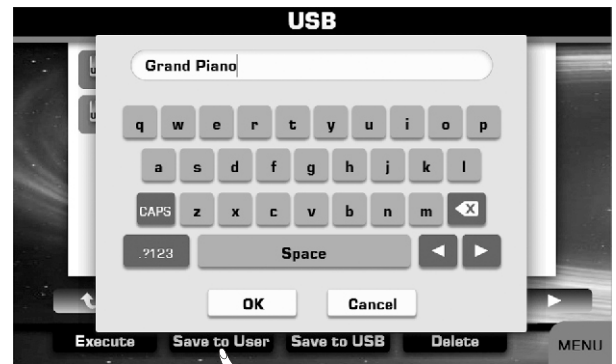 USB
Grand Piano
q w e r t y u i o p
a s d f g h j k l
CAPS z x c v b n m
.?123 Space
OK Cancel
Execute Save to User Save to USB Delete MENU